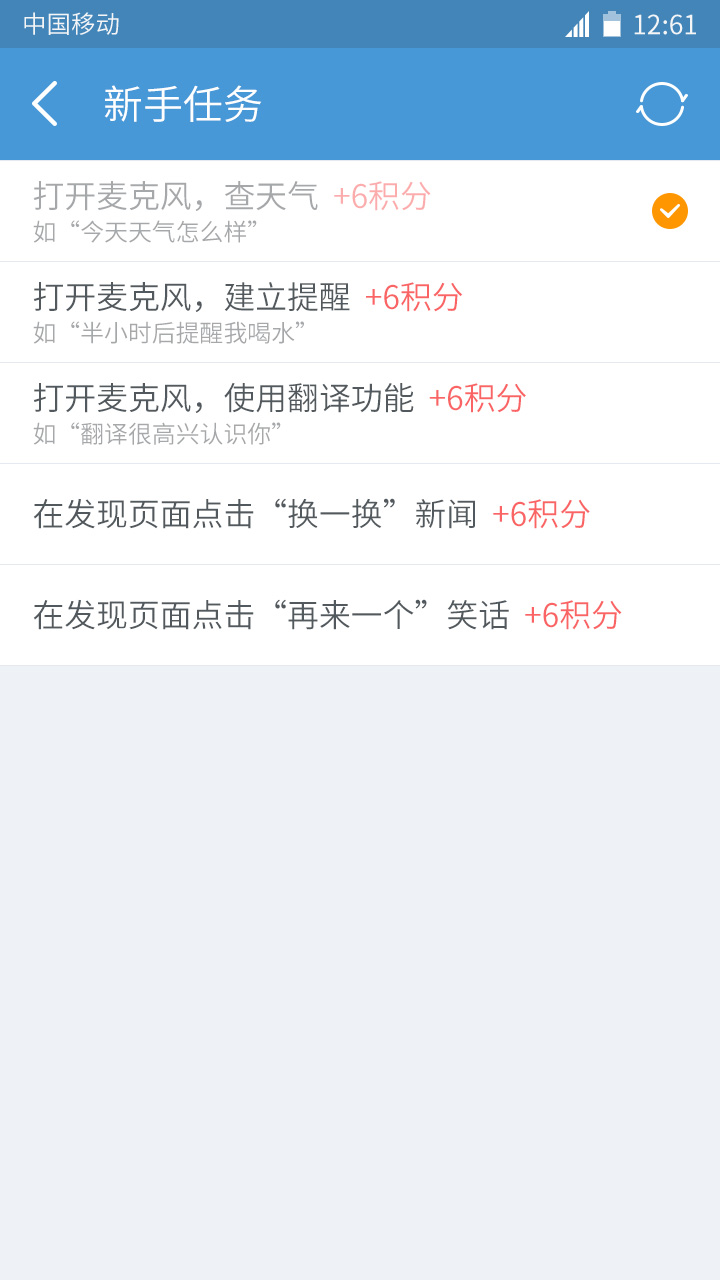 中国移动 12:61
新手任务
打开麦克风，查天气 +6积分
如“今天天气怎么样”
打开麦克风，建立提醒 +6积分
如“半小时后提醒我喝水”
打开麦克风，使用翻译功能 +6积分
如“翻译很高兴认识你”
在发现页面点击“换一换”新闻 +6积分
在发现页面点击“再来一个”笑话 +6积分